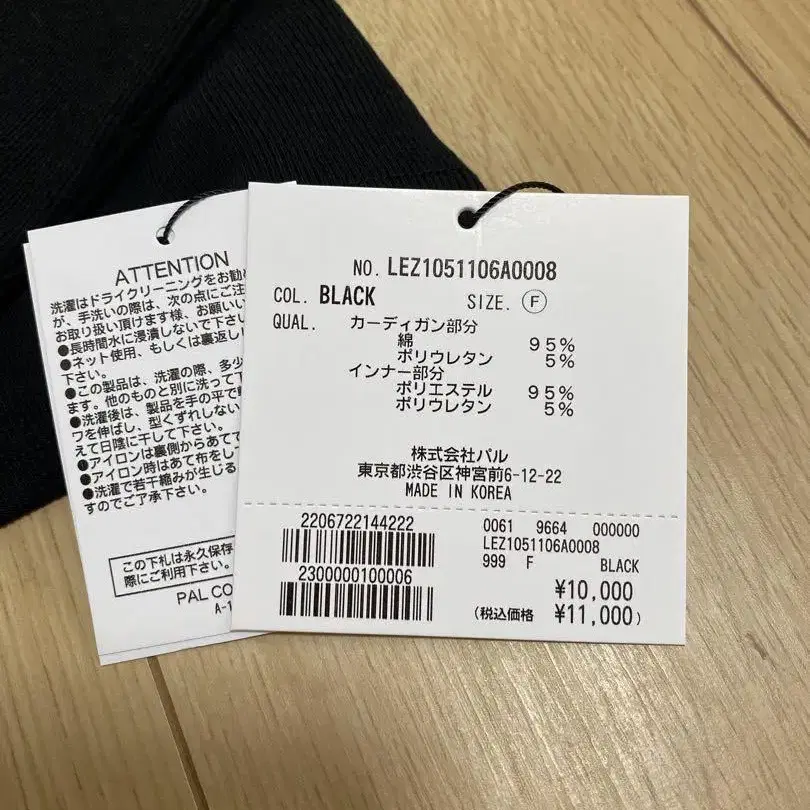 ATTENTION
洗濯はドライクリーニングをお勧め
が、手洗いの際は、次の点にご注
お取り扱い頂けます様、お願いい
●長時間水に浸漬しないで下さい
●ネット使用、もしくは裏返し
下さい。
●この製品は、洗濯の際、多少
ます。他のものと別に洗って下
●洗濯後は、製品を手の平で
ワを伸ばし、型くずれしない
えて日陰に干して下さい。
●アイロンは裏側からあてて
●アイロン時はあて布をし
●洗濯で若干縮みが生じる
すのでご了承下さい。
この下札は永久保存
際にご利用下さい。
PAL CO
A-1
NO. LEZ1051106A0008
COL. BLACK SIZE. F
QUAL. カーディガン部分
綿 95%
ポリウレタン 5%
インナー部分
ポリエステル 95%
ポリウレタン 5%
株式会社パル
東京都渋谷区神宮前6-12-22
MADE IN KOREA
2206722144222
2300000100006
0061 9664 000000
LEZ1051106A0008
999 F BLACK
¥10,000
(税込価格 ¥11,000)